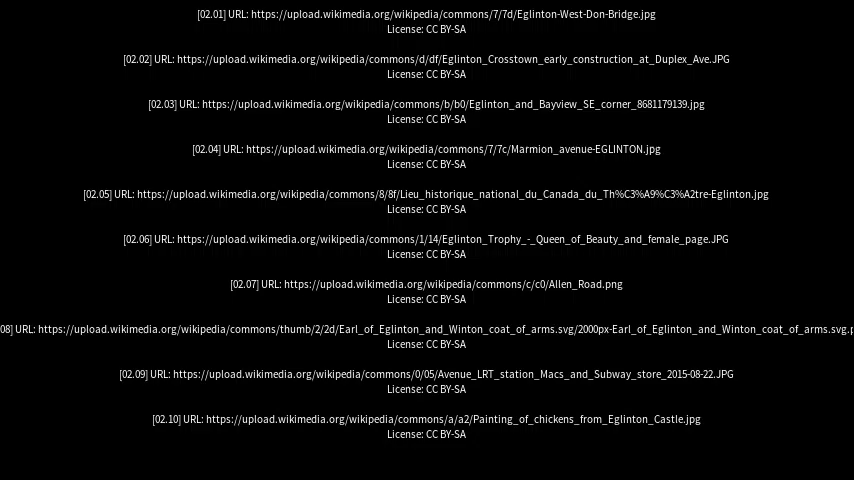 [02.01] URL: https://upload.wikimedia.org/wikipedia/commons/7/7d/Eglinton-West-Don-Bridge.jpg
License: CC BY-SA
[02.02] URL: https://upload.wikimedia.org/wikipedia/commons/d/df/Eglinton_Crosstown_early_construction_at_Duplex_Ave.JPG
License: CC BY-SA
[02.03] URL: https://upload.wikimedia.org/wikipedia/commons/b/b0/Eglinton_and_Bayview_SE_corner_8681179139.jpg
License: CC BY-SA
[02.04] URL: https://upload.wikimedia.org/wikipedia/commons/7/7c/Marmion_avenue-EGLINTON.jpg
License: CC BY-SA
[02.05] URL: https://upload.wikimedia.org/wikipedia/commons/8/8f/Lieu_historique_national_du_Canada_du_Th%C3%A9%C3%A2tre-Eglinton.jpg
License: CC BY-SA
[02.06] URL: https://upload.wikimedia.org/wikipedia/commons/1/14/Eglinton_Trophy_-_Queen_of_Beauty_and_female_page.JPG
License: CC BY-SA
[02.07] URL: https://upload.wikimedia.org/wikipedia/commons/c/c0/Allen_Road.png
License: CC BY-SA
08] URL: https://upload.wikimedia.org/wikipedia/commons/thumb/2/2d/Earl_of_Eglinton_and_Winton_coat_of_arms.svg/2000px-Earl_of_Eglinton_and_Winton_coat_of_arms.svg.p
License: CC BY-SA
[02.09] URL: https://upload.wikimedia.org/wikipedia/commons/0/05/Avenue_LRT_station_Macs_and_Subway_store_2015-08-22.JPG
License: CC BY-SA
[02.10] URL: https://upload.wikimedia.org/wikipedia/commons/a/a2/Painting_of_chickens_from_Eglinton_Castle.jpg
License: CC BY-SA